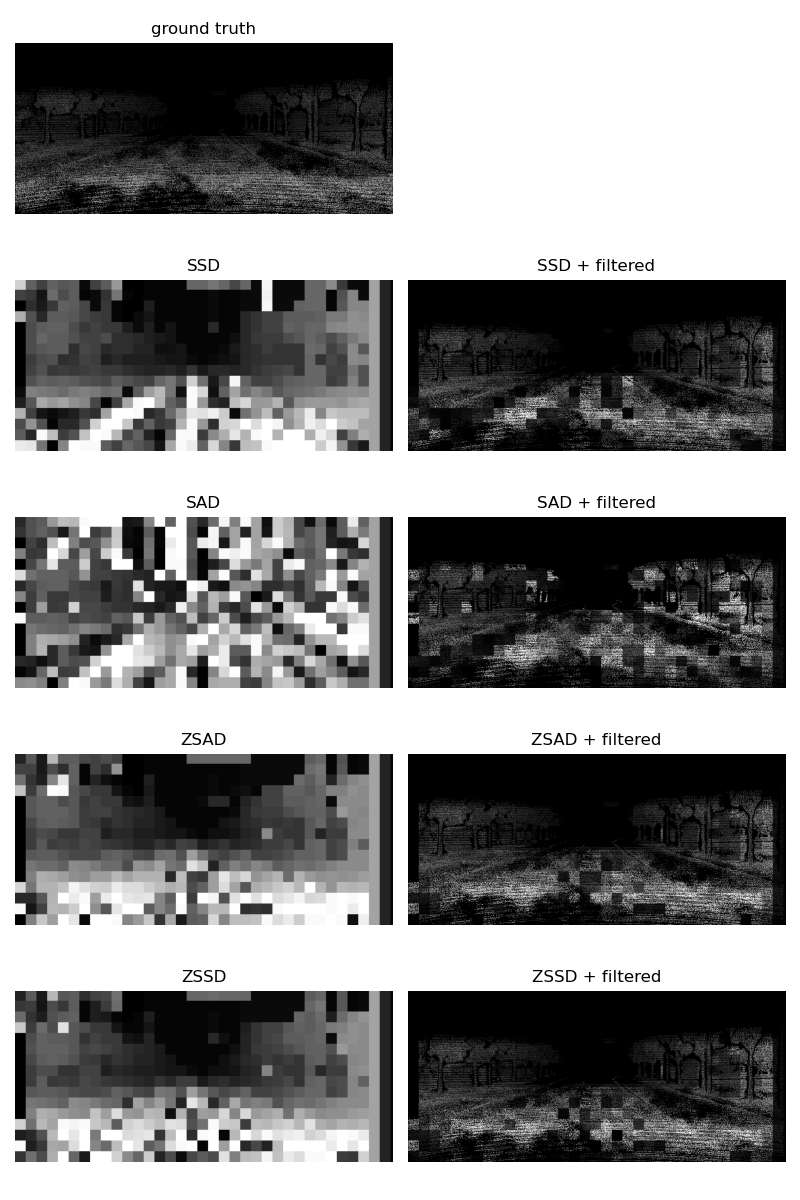 ground truth
SSD
SSD + filtered
SAD
SAD + filtered
ZSAD
ZSAD + filtered
ZSSD
ZSSD + filtered